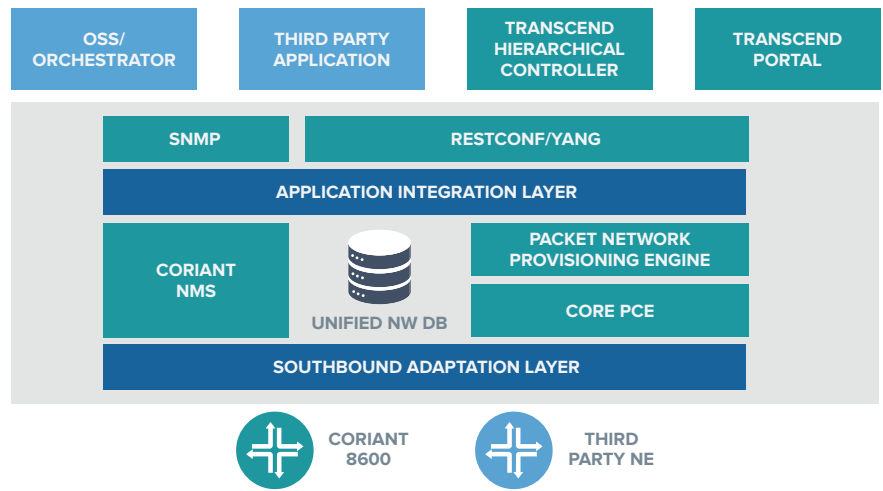 OSS/
ORCHESTRATOR
THIRD PARTY
APPLICATION
TRANSCEND
HIERARCHICAL
CONTROLLER
TRANSCEND
PORTAL
SNMP
RESTCONF/YANG
APPLICATION INTEGRATION LAYER
CORIANT
NMS
UNIFIED NW DB
PACKET NETWORK
PROVISIONING ENGINE
CORE PCE
SOUTHBOUND ADAPTATION LAYER
CORIANT
8600
THIRD
PARTY NE